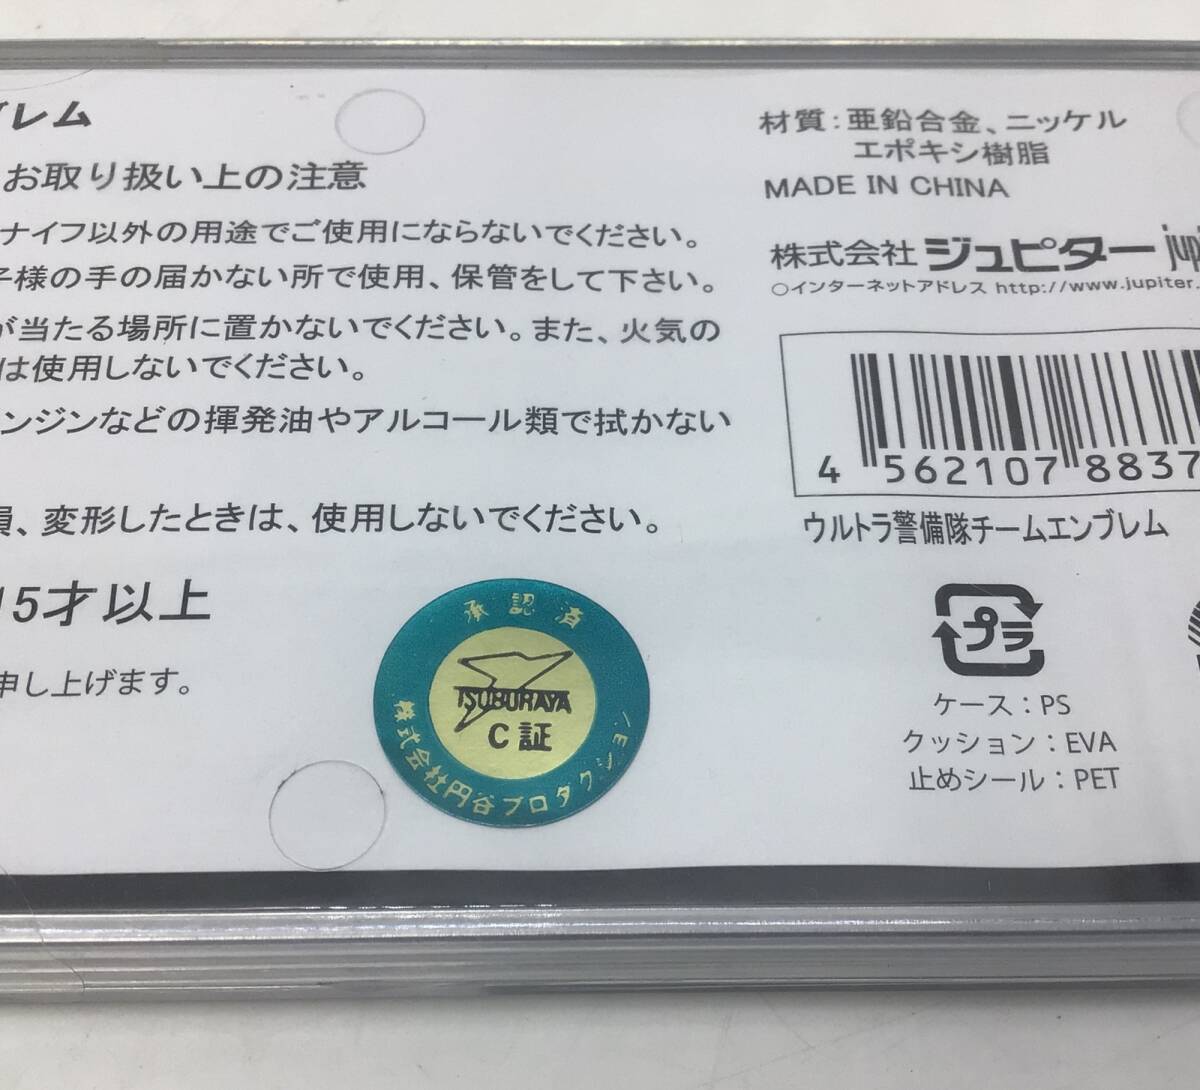 レム
お取り扱い上の注意
ナイフ以外の用途でご使用にならないでください。
子様の手の届かない所で使用、保管をして下さい。
が当たる場所に置かないでください。また、火気の
は使用しないでください。
ンジンなどの揮発油やアルコール類で拭かない
損、変形したときは、使用しないでください。
15才以上
申し上げます。
承認済
TSUBURAYA
C証
株式会社円谷プロダクション
材質:亜鉛合金、ニッケル
エポキシ樹脂
MADE IN CHINA
株式会社 ジュピター jupi
○インターネットアドレス http://www.jupiter.
4 562107 8837
ウルトラ警備隊チームエンブレム
プラ
ケース:PS
クッション:EVA
止めシール:PET